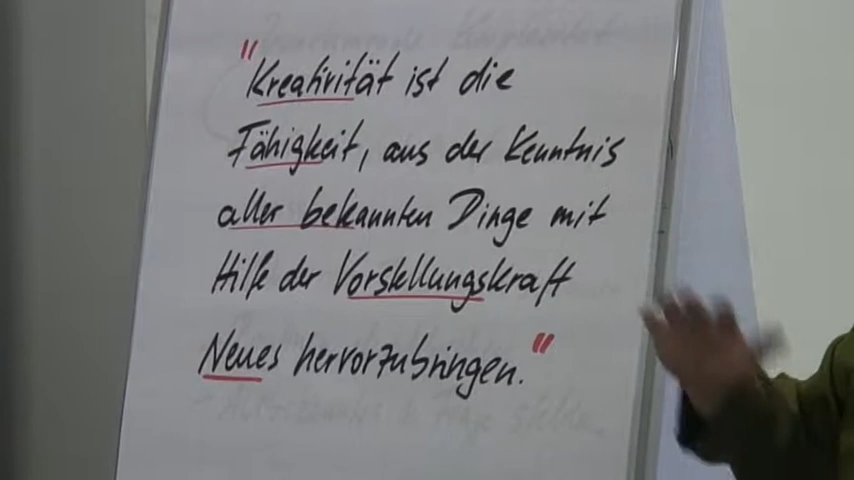 "Kreativität ist die
Fähigkeit, aus der Kenntnis
aller bekannten Dinge mit
Hilfe der Vorstellungskraft
Neues hervorzubringen."